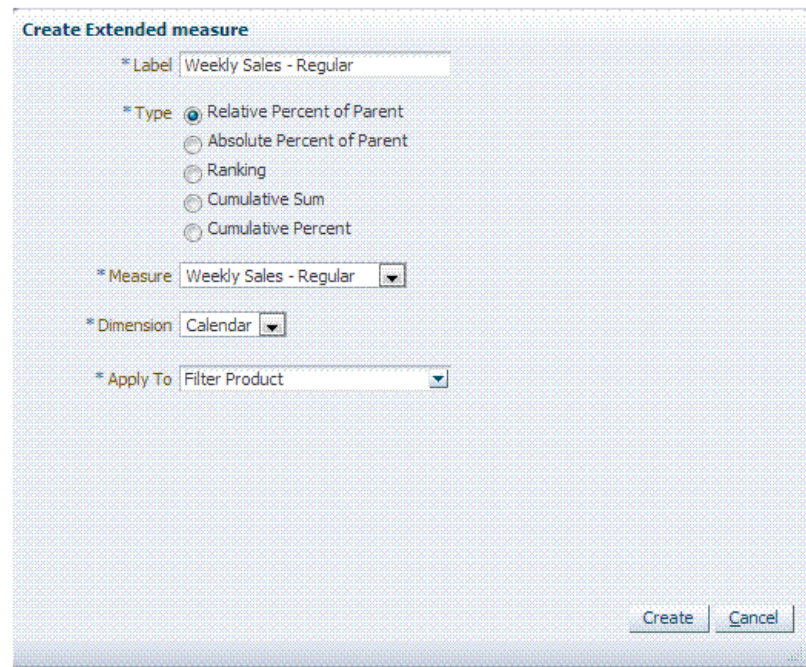 Create Extended measure
* Label Weekly Sales - Regular
* Type Relative Percent of Parent
Absolute Percent of Parent
Ranking
Cumulative Sum
Cumulative Percent
* Measure Weekly Sales - Regular
* Dimension Calendar
* Apply To Filter Product
Create Cancel